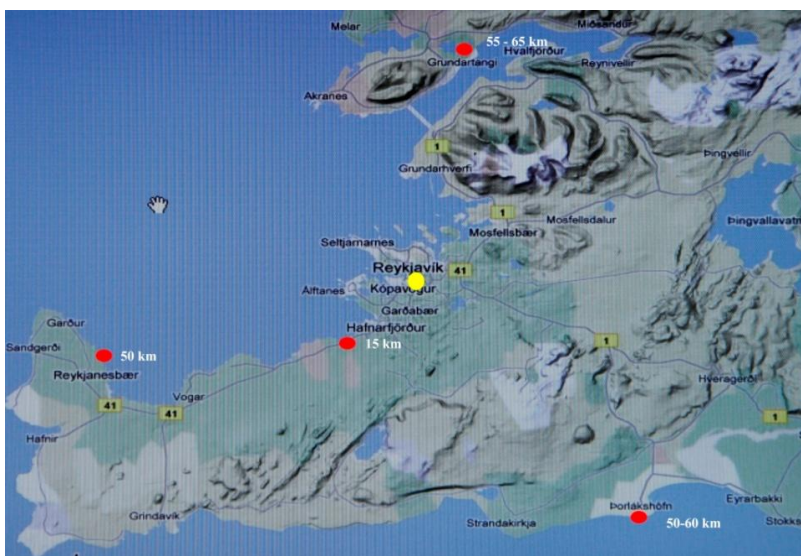 Melar
Miðsandur
55 - 65 km
Hvalfjörður
Grundartangi
Reynivellir
Akranes
1
Grundarhverfi
Þingvellir
1
Mosfellsdalur
Þingvallavatn
Mosfellsbær
Seltjarnarnes
Reykjavík
41
Kópavogur
Álftanes
Garðabær
Garður
Hafnarfjörður
Sandgerði
50 km
15 km
1
Reykjanesbær
Hveragerði
Vogar
41
41
1
Hafnir
Eyrarbakki
Þorlákshöfn
Grindavík
Strandakirkja
50-60 km
Stokks